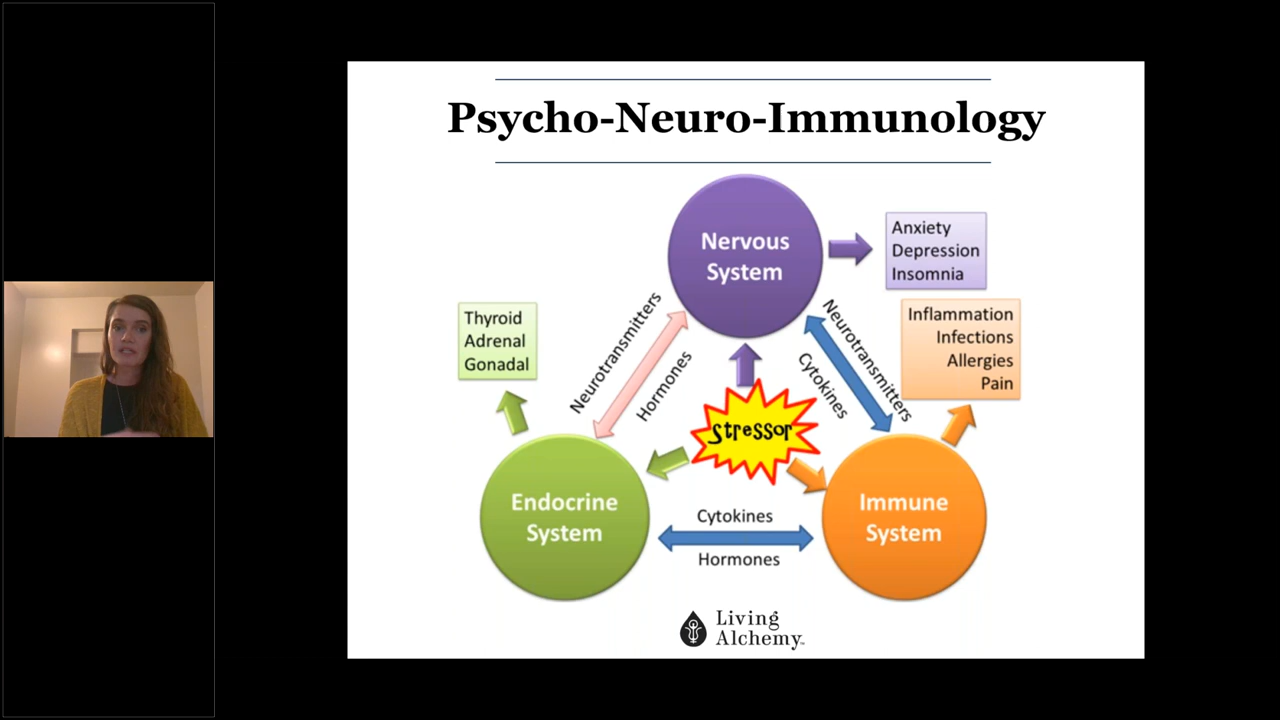 Psycho-Neuro-Immunology
Nervous
System
Anxiety
Depression
Insomnia
Inflammation
Infections
Allergies
Pain
Thyroid
Adrenal
Gonadal
Neurotransmitters
Hormones
Neurotransmitters
Cytokines
Stressor
Endocrine
System
Cytokines
Hormones
Immune
System
Living
Alchemy™